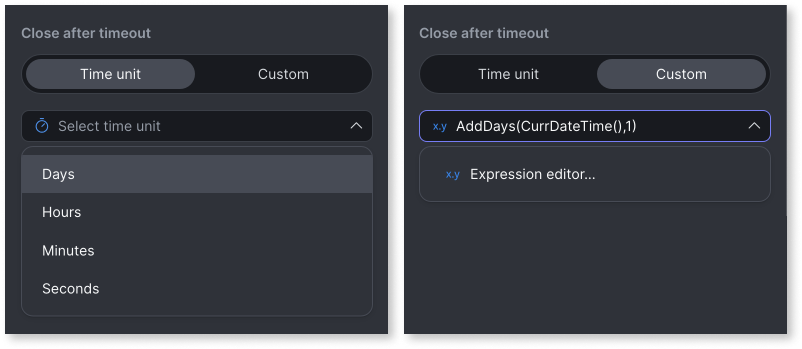 Close after timeout
Time unit
Custom
Select time unit
Days
Hours
Minutes
Seconds
Close after timeout
Time unit
Custom
x.y AddDays(CurrDateTime(),1)
x.y Expression editor...